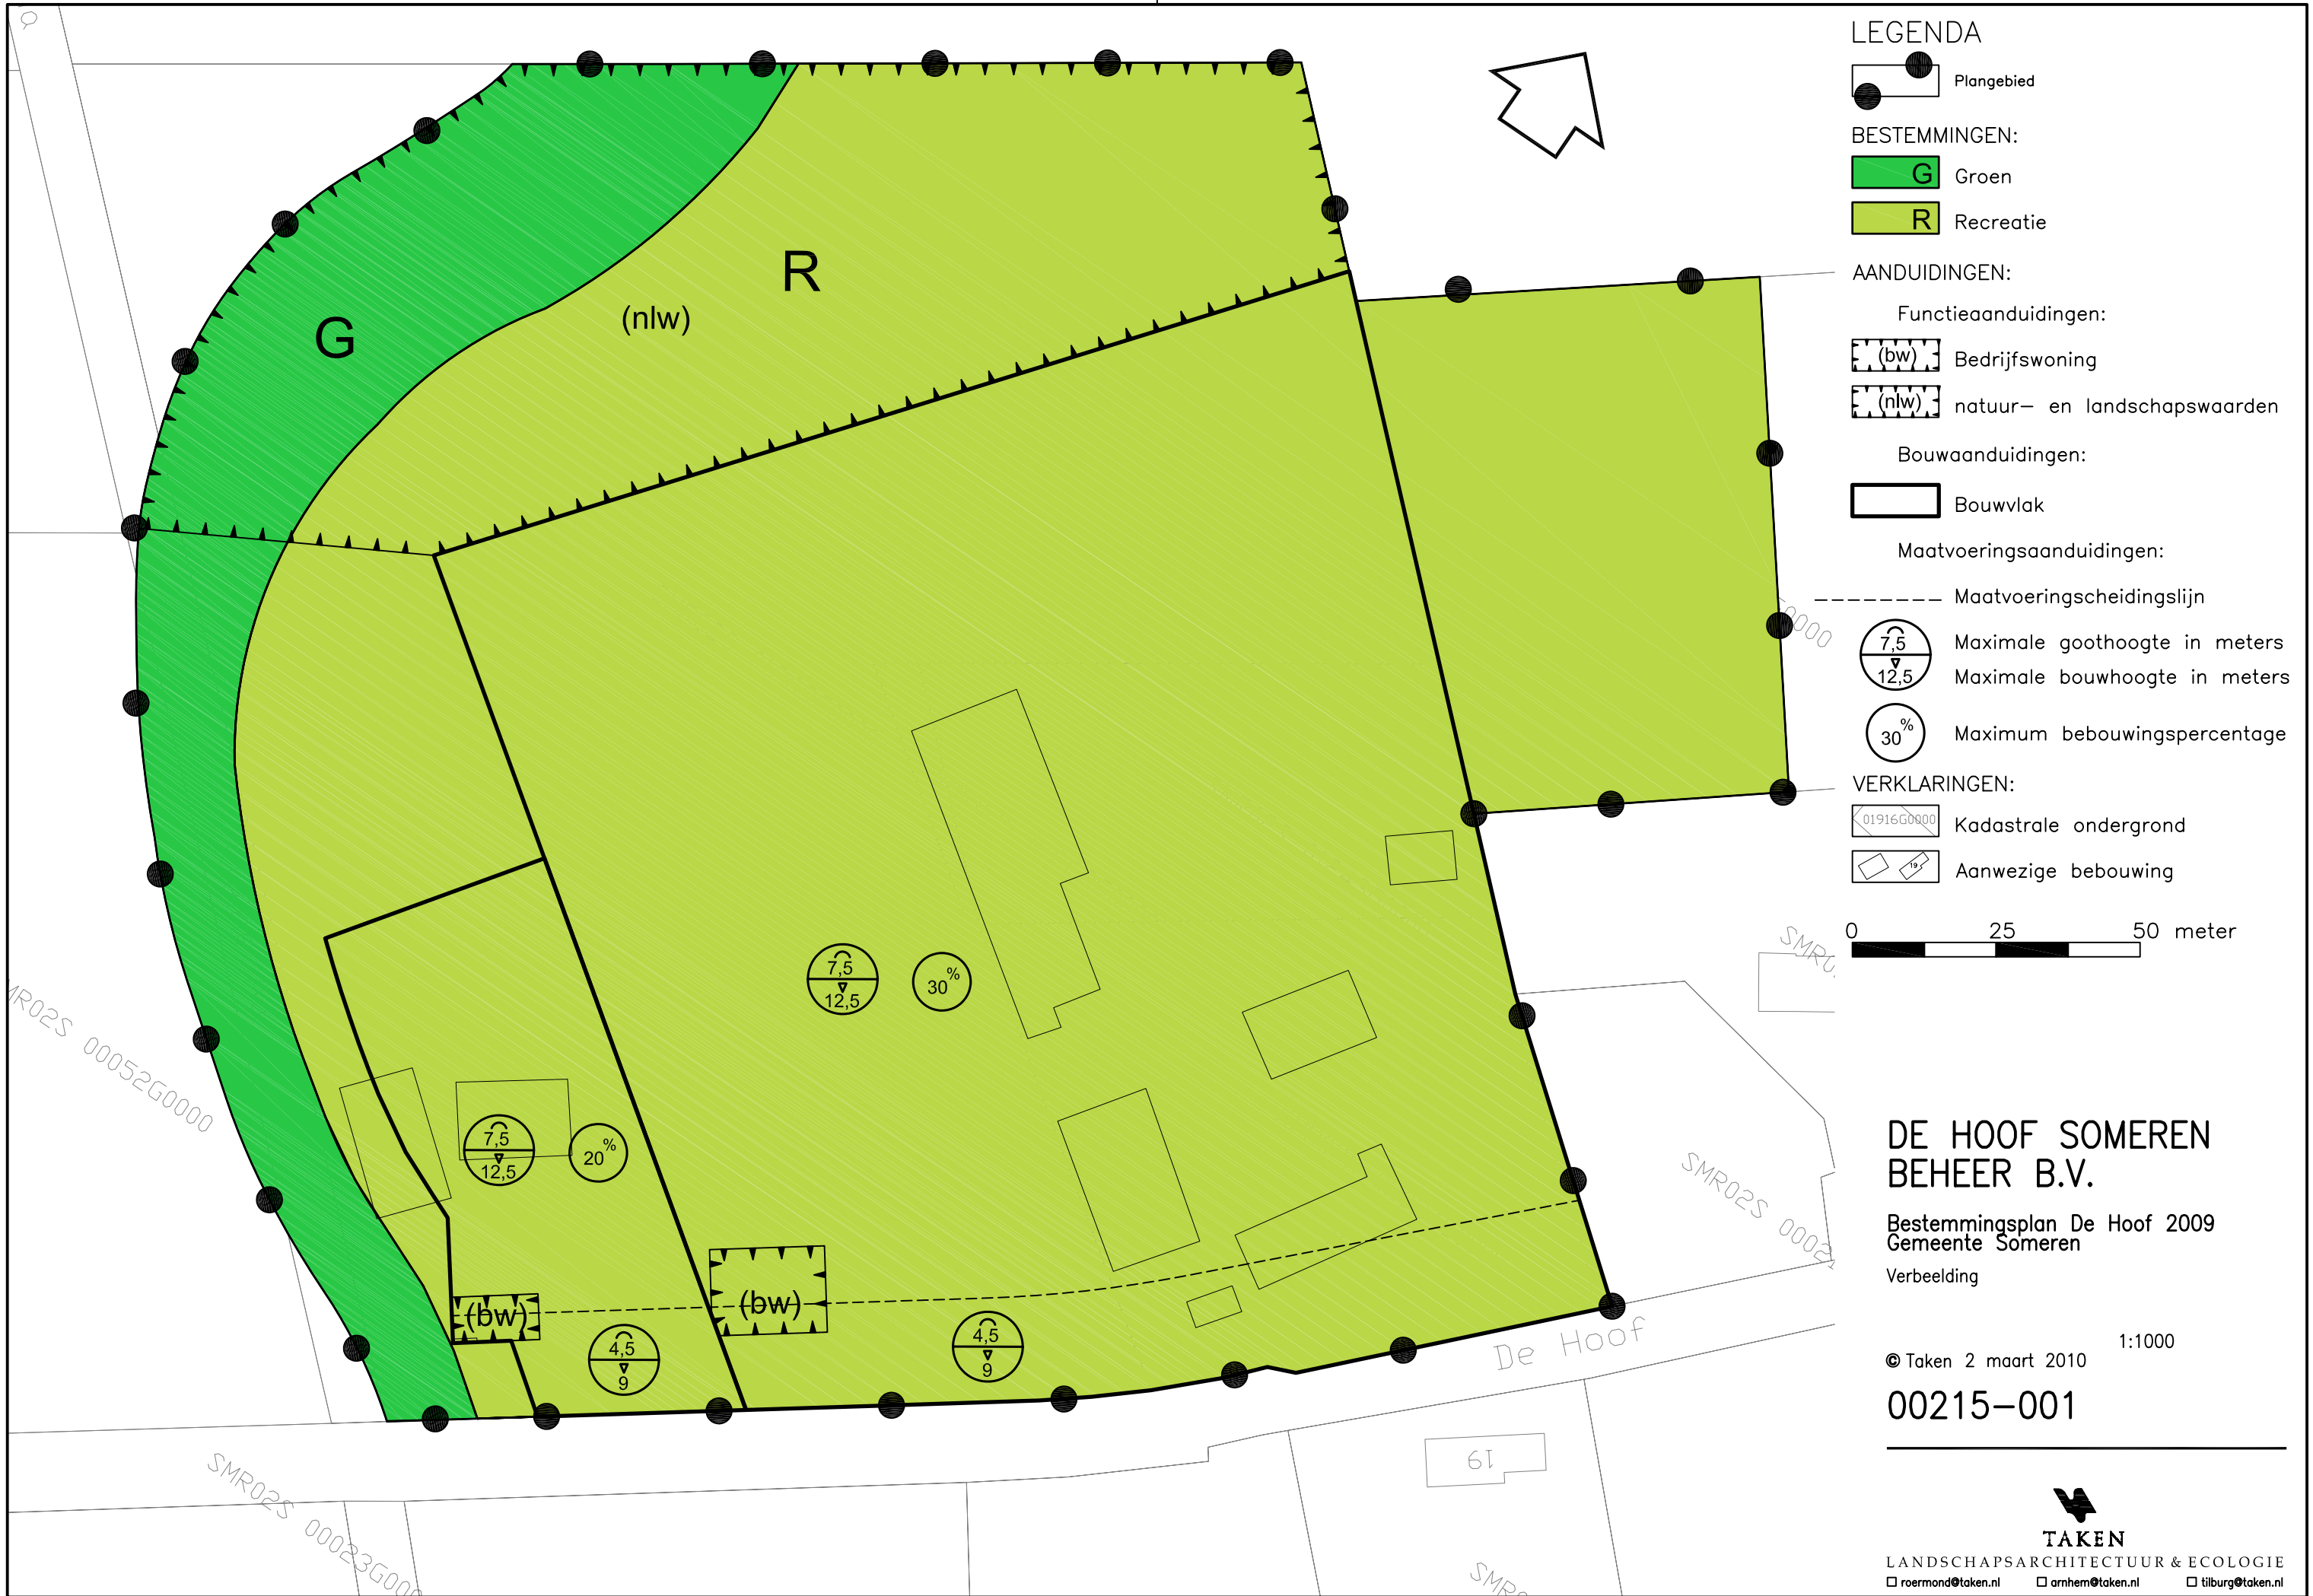 G
R
(nlw)
7,5
12,5
30%
7,5
12,5
20%
(bw)
(bw)
4,5
9
4,5
9
De Hoof
19
00052G0000
SMR02S
SMR02S
LEGENDA
Plangebied
BESTEMMINGEN:
G Groen
R Recreatie
AANDUIDINGEN:
Functieaanduidingen:
(bw) Bedrijfswoning
(nlw) natuur- en landschapswaarden
Bouwaanduidingen:
Bouwvlak
Maatvoeringsaanduidingen:
Maatvoeringscheidingslijn
7,5 Maximale goothoogte in meters
12,5 Maximale bouwhoogte in meters
30% Maximum bebouwingspercentage
VERKLARINGEN:
01916G0000 Kadastrale ondergrond
19 Aanwezige bebouwing
0 25 50 meter
DE HOOF SOMEREN
BEHEER B.V.
Bestemmingsplan De Hoof 2009
Gemeente Someren
Verbeelding
1:1000
© Taken 2 maart 2010
00215-001
TAKEN
LANDSCHAPSARCHITECTUUR & ECOLOGIE
roermond@taken.nl arnhem@taken.nl tilburg@taken.nl